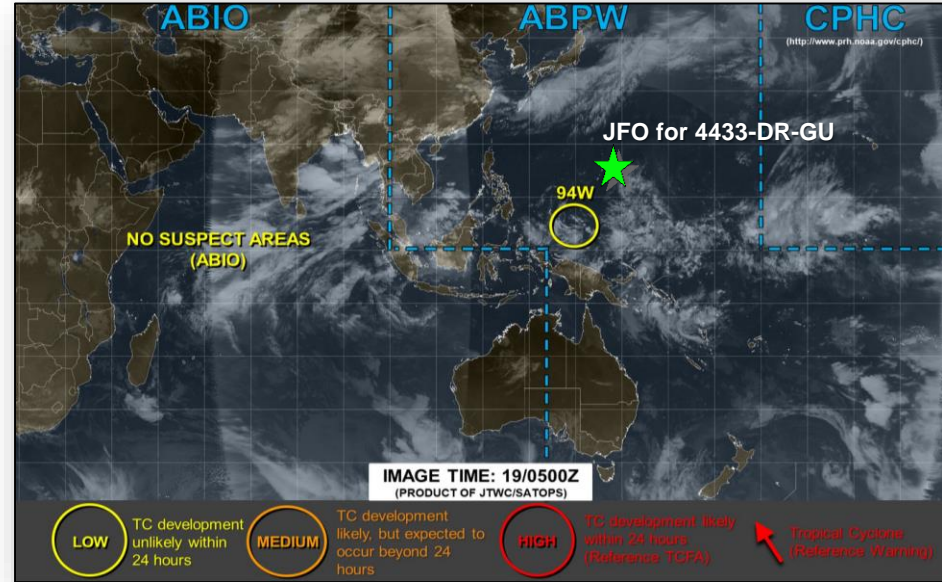 ABIO
ABPW
CPHC
(http://www.prh.noaa.gov/cphc/)
JFO for 4433-DR-GU
94W
NO SUSPECT AREAS
(ABIO)
IMAGE TIME: 19/0500Z
(PRODUCT OF JTWC/SATOPS)
LOW
TC development
unlikely within
24 hours
MEDIUM
TC development
likely, but expected to
occur beyond 24
hours
HIGH
TC development likely
within 24 hours
(Reference TCFA)
Tropical Cyclone
(Reference Warning)